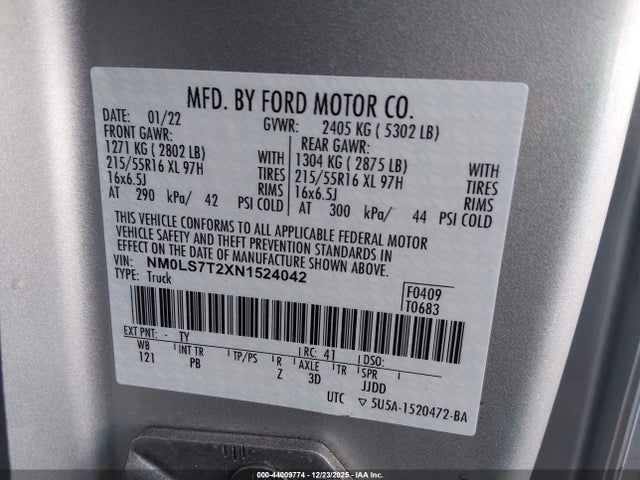 MFD. BY FORD MOTOR CO.
DATE: 01/22 GVWR: 2405 KG ( 5302 LB)
FRONT GAWR: REAR GAWR:
1271 KG ( 2802 LB) WITH 1304 KG ( 2875 LB) WITH
215/55R16 XL 97H TIRES 215/55R16 XL 97H TIRES
16x6.5J RIMS 16x6.5J RIMS
AT 290 kPa/ 42 PSI COLD AT 300 kPa/ 44 PSI COLD
THIS VEHICLE CONFORMS TO ALL APPLICABLE FEDERAL MOTOR
VEHICLE SAFETY AND THEFT PREVENTION STANDARDS IN
EFFECT ON THE DATE OF MANUFACTURE SHOWN ABOVE.
VIN: NM0LS7T2XN1524042
TYPE: Truck
F0409
T0683
EXT PNT: - TY RC: 41 DSO:
WB INT TR TP/PS R AXLE TR SPR
121 PB Z 3D JJDD
UTC ▽ 5U5A-1520472-BA
000-44009774 - 12/23/2025 - IAA Inc.